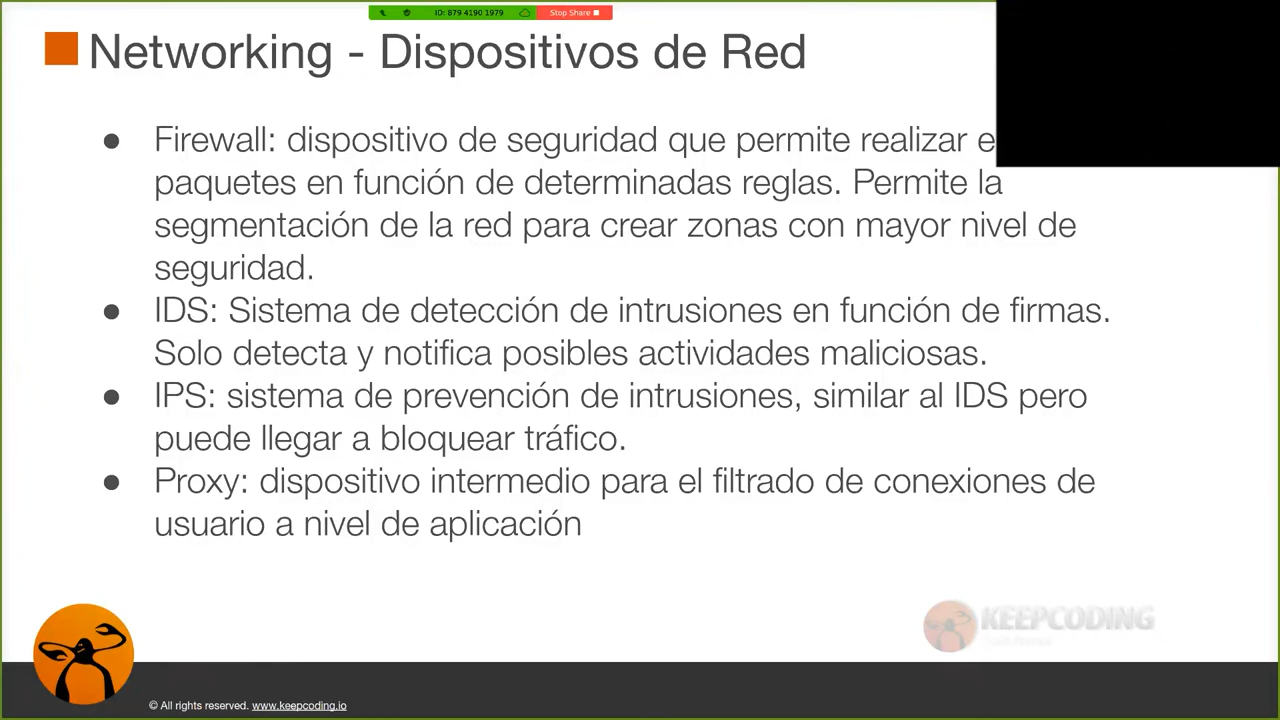 ID: 879 4190 1979
Stop Share
Networking - Dispositivos de Red
● Firewall: dispositivo de seguridad que permite realizar
paquetes en función de determinadas reglas. Permite la
segmentación de la red para crear zonas con mayor nivel de
seguridad.
● IDS: Sistema de detección de intrusiones en función de firmas.
Solo detecta y notifica posibles actividades maliciosas.
● IPS: sistema de prevención de intrusiones, similar al IDS pero
puede llegar a bloquear tráfico.
● Proxy: dispositivo intermedio para el filtrado de conexiones de
usuario a nivel de aplicación
KEEPCODING
© All rights reserved. www.keepcoding.io